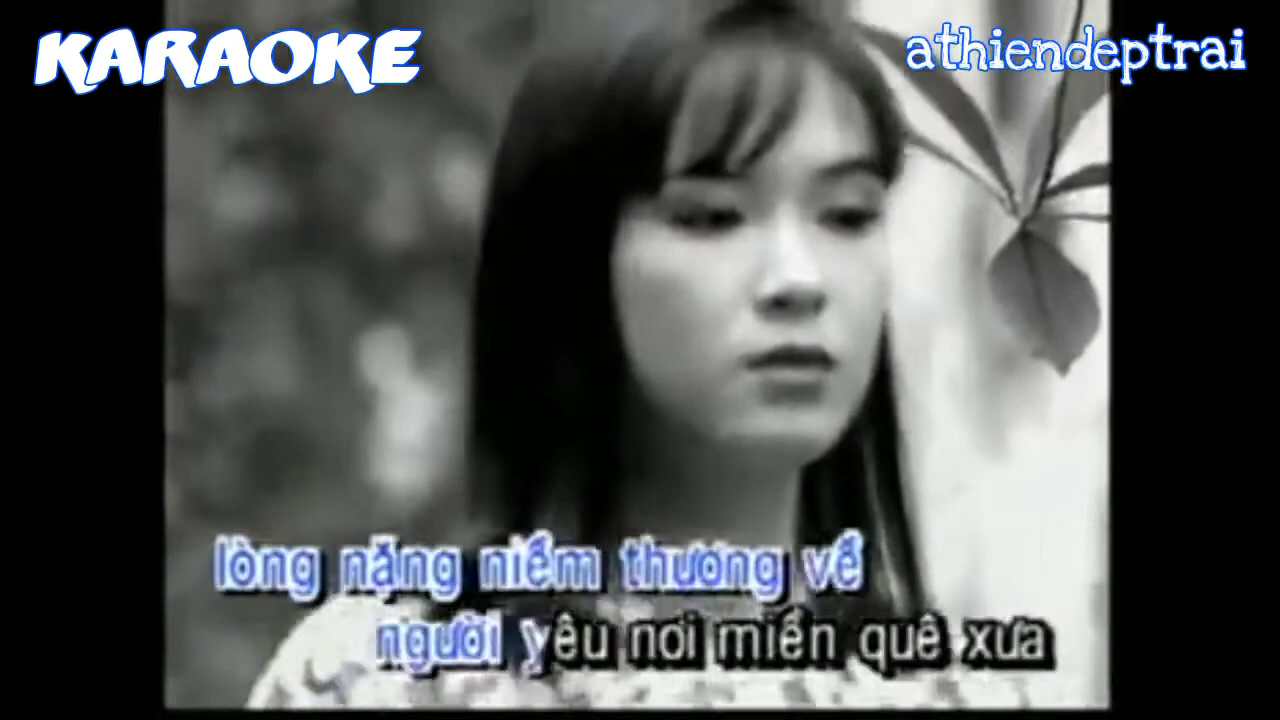 KARAOKE
athiendeptrai
lòng nặng niềm thương về
người yêu nơi miền quê xưa